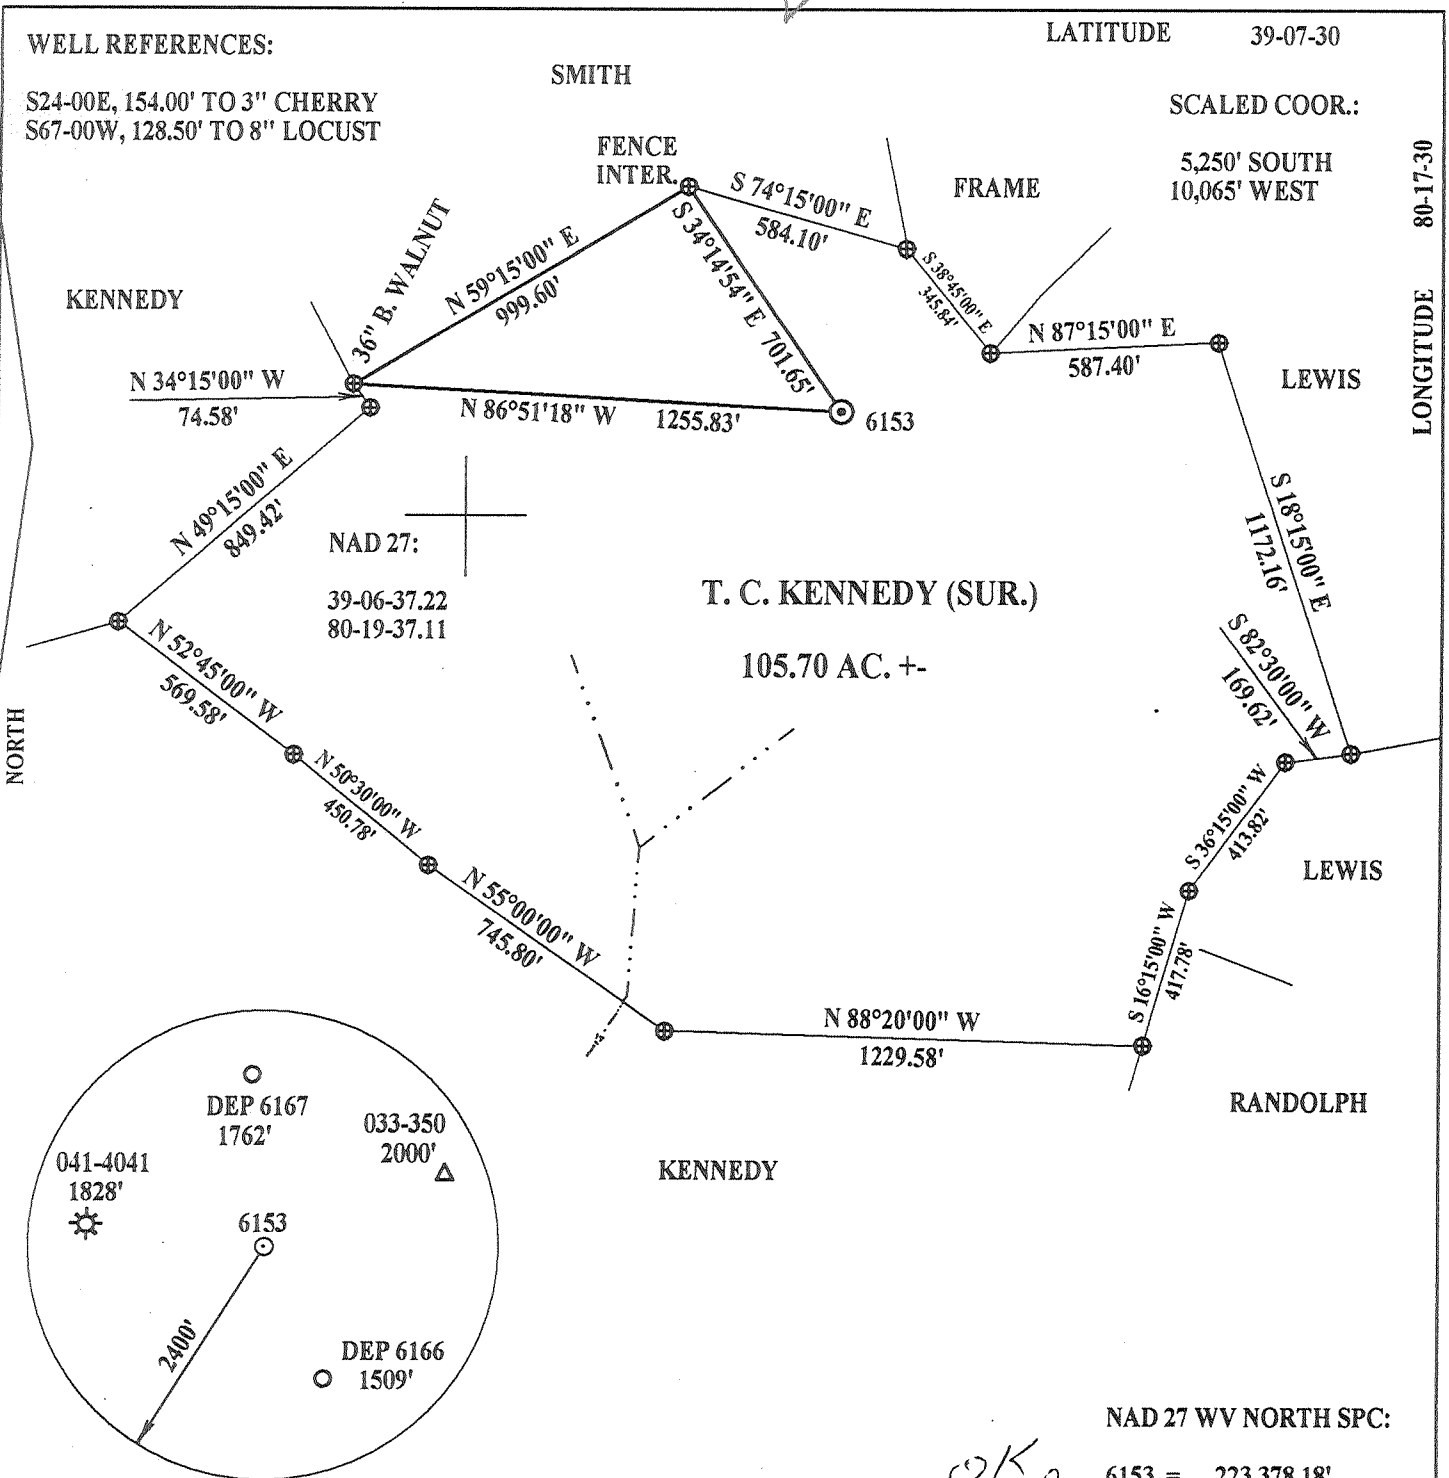 WELL REFERENCES:
S24-00E, 154.00' TO 3" CHERRY
S67-00W, 128.50' TO 8" LOCUST
SMITH
LATITUDE 39-07-30
SCALED COOR.:
5,250' SOUTH
10,065' WEST
LONGITUDE 80-17-30
FENCE
INTER.
FRAME
S 74°15'00" E
584.10'
S 38°45'00" E
345.84'
N 87°15'00" E
587.40'
LEWIS
KENNEDY
36" B. WALNUT
N 59°15'00" E
999.60'
S 34°14'54" E 701.65'
N 34°15'00" W
74.58'
N 86°51'18" W 1255.83'
6153
N 49°15'00" E
849.42'
NAD 27:
39-06-37.22
80-19-37.11
T. C. KENNEDY (SUR.)
105.70 AC. +-
S 18°15'00" E
1172.16'
S 82°30'00" W
169.62'
NORTH
N 52°45'00" W
569.58'
N 50°30'00" W
450.78'
N 55°00'00" W
745.80'
S 36°15'00" W
413.82'
LEWIS
S 16°15'00" W
417.78'
N 88°20'00" W
1229.58'
RANDOLPH
KENNEDY
DEP 6167
1762'
033-350
2000'
041-4041
1828'
6153
2400'
DEP 6166
1509'
NAD 27 WV NORTH SPC:
OK
6153 = 223,378.18'